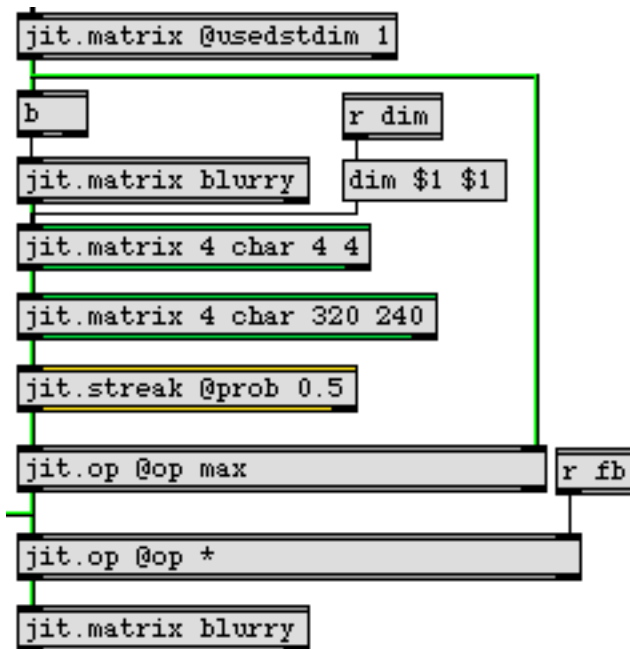 jit.matrix @usedstdim 1
b
r dim
jit.matrix blurry
dim $1 $1
jit.matrix 4 char 4 4
jit.matrix 4 char 320 240
jit.streak @prob 0.5
jit.op @op max
r fb
jit.op @op *
jit.matrix blurry